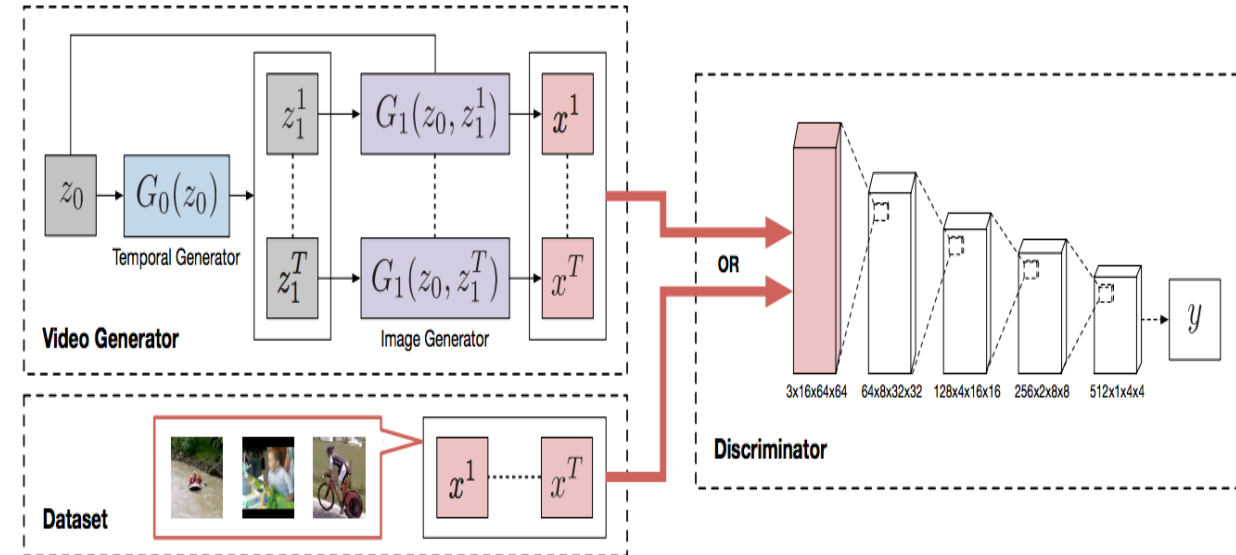 z_1^1
G_1(z_0, z_1^1)
x^1
z_0
G_0(z_0)
Temporal Generator
z_1^T
G_1(z_0, z_1^T)
x^T
Video Generator
Image Generator
OR
y
3x16x64x64 64x8x32x32 128x4x16x16 256x2x8x8 512x1x4x4
Discriminator
x^1
x^T
Dataset